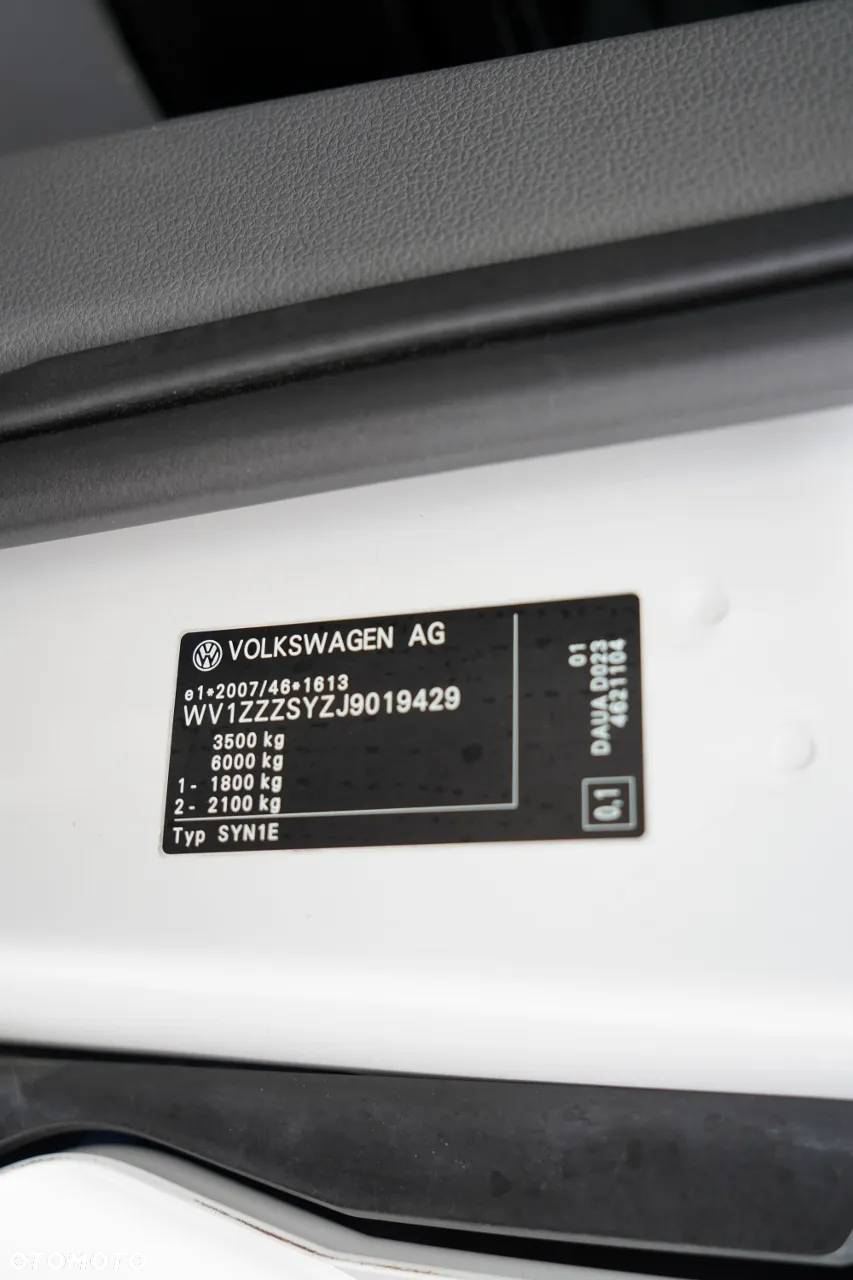 VOLKSWAGEN AG
e1*2007/46*1613
WV1ZZZSYZJ9019429
3500 kg
6000 kg
1- 1800 kg
2- 2100 kg
Typ SYN1E
01
DAUA D023
4621104
0,1
OTOMOTO